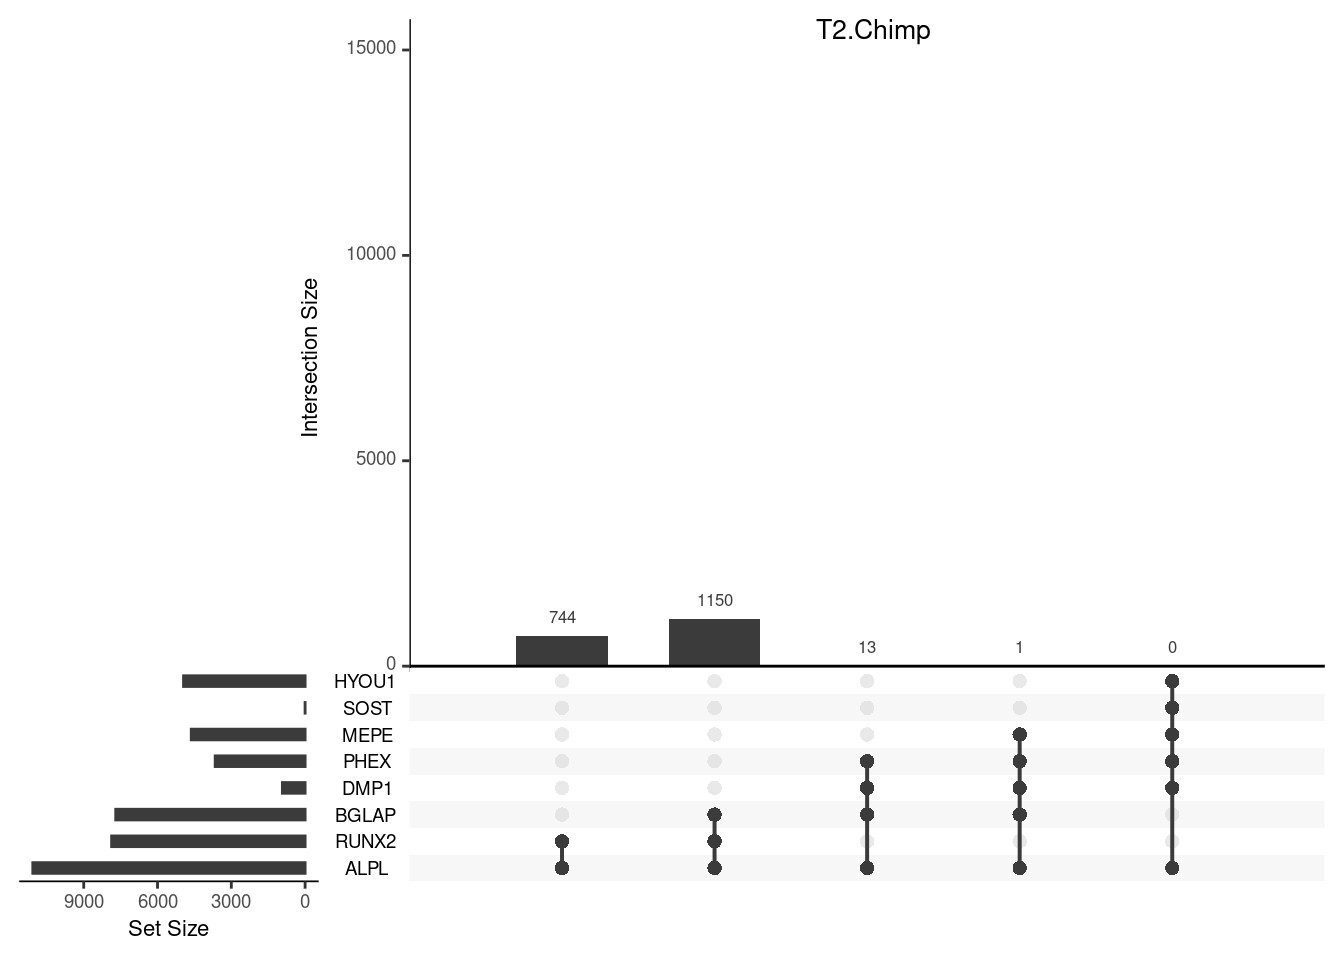 T2.Chimp
15000
10000
5000
0
Intersection Size
744
1150
13
1
0
HYOU1
SOST
MEPE
PHEX
DMP1
BGLAP
RUNX2
ALPL
9000 6000 3000 0
Set Size